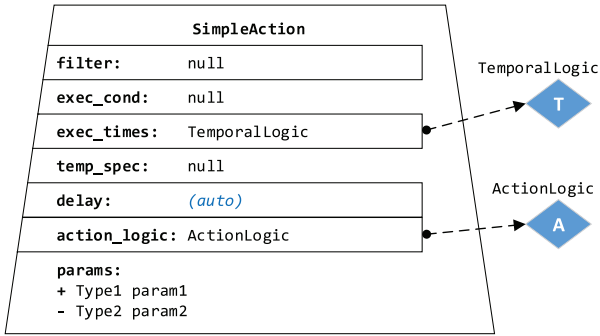 SimpleAction
filter: null
exec_cond: null
exec_times: TemporalLogic
temp_spec: null
delay: (auto)
action_logic: ActionLogic
params:
+ Type1 param1
- Type2 param2
TemporalLogic
T
ActionLogic
A